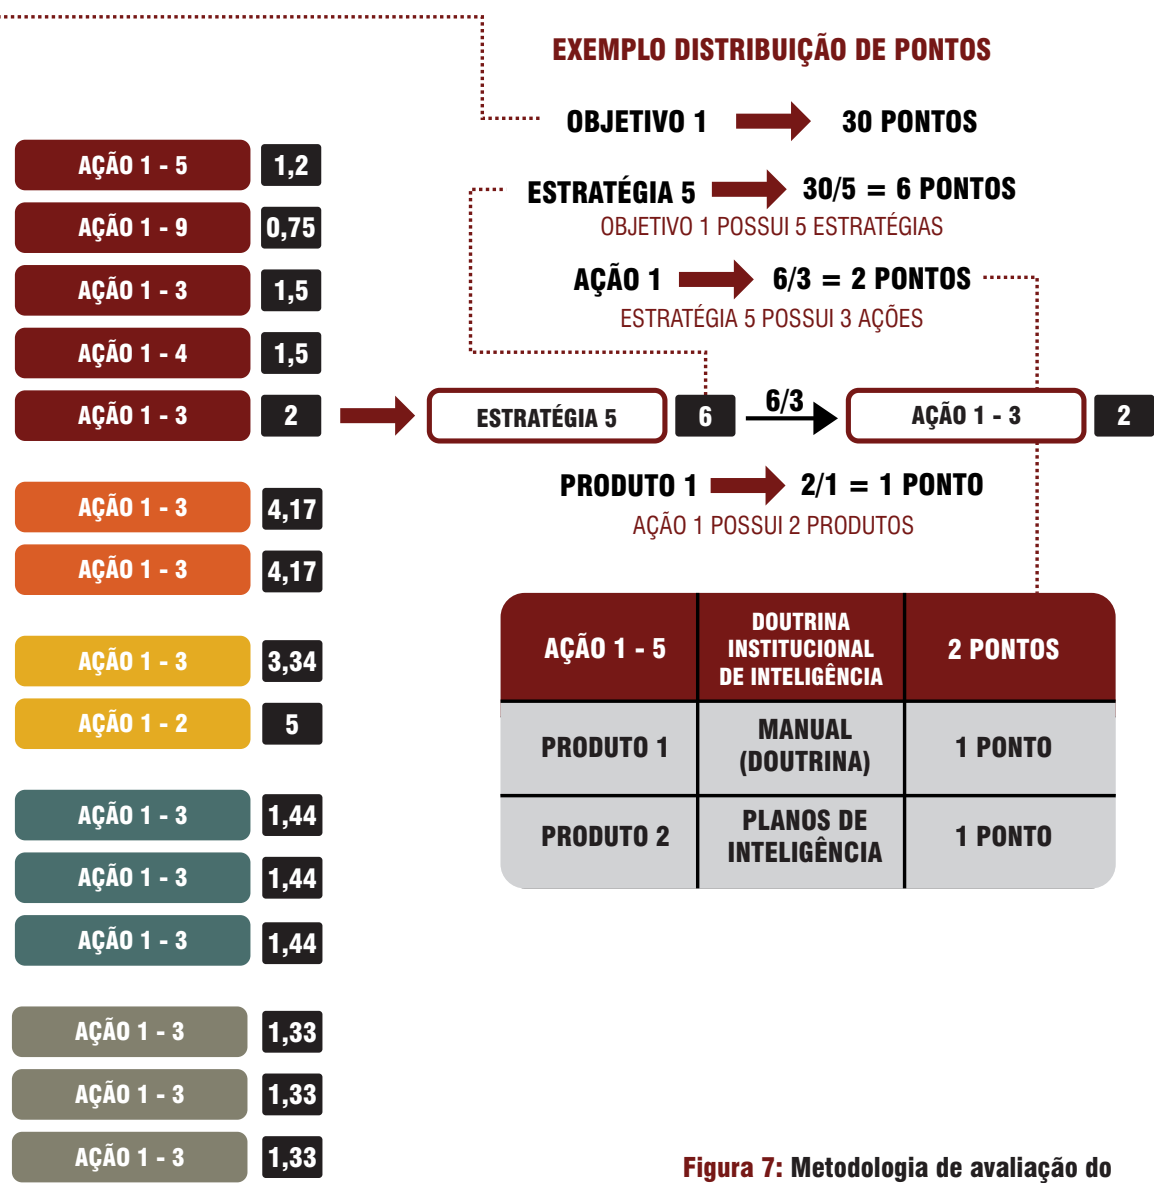 EXEMPLO DISTRIBUIÇÃO DE PONTOS
OBJETIVO 1 30 PONTOS
ESTRATÉGIA 5 30/5 = 6 PONTOS
OBJETIVO 1 POSSUI 5 ESTRATÉGIAS
AÇÃO 1 6/3 = 2 PONTOS
ESTRATÉGIA 5 POSSUI 3 AÇÕES
AÇÃO 1 - 5 1,2
AÇÃO 1 - 9 0,75
AÇÃO 1 - 3 1,5
AÇÃO 1 - 4 1,5
AÇÃO 1 - 3 2 ESTRATÉGIA 5 6 6/3 AÇÃO 1 - 3 2
PRODUTO 1 2/1 = 1 PONTO
AÇÃO 1 POSSUI 2 PRODUTOS
AÇÃO 1 - 3 4,17
AÇÃO 1 - 3 4,17
AÇÃO 1 - 3 3,34
AÇÃO 1 - 2 5
AÇÃO 1 - 3 1,44
AÇÃO 1 - 3 1,44
AÇÃO 1 - 3 1,44
AÇÃO 1 - 3 1,33
AÇÃO 1 - 3 1,33
AÇÃO 1 - 3 1,33
AÇÃO 1 - 5
DOUTRINA
INSTITUCIONAL
DE INTELIGÊNCIA
2 PONTOS
PRODUTO 1
MANUAL
(DOUTRINA)
1 PONTO
PRODUTO 2
PLANOS DE
INTELIGÊNCIA
1 PONTO
Figura 7: Metodologia de avaliação do